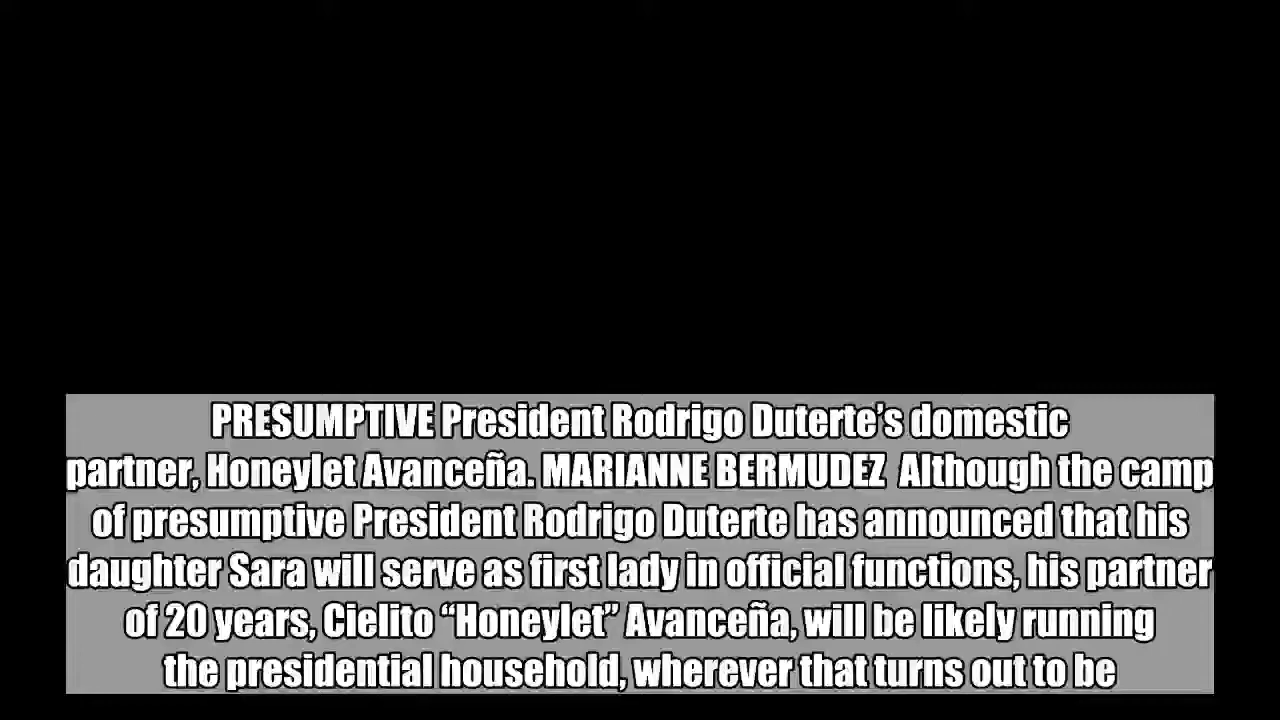 PRESUMPTIVE President Rodrigo Duterte’s domestic
partner, Honeylet Avanceña. MARIANNE BERMUDEZ  Although the camp
of presumptive President Rodrigo Duterte has announced that his
daughter Sara will serve as first lady in official functions, his partner
of 20 years, Cielito “Honeylet” Avanceña, will be likely running
the presidential household, wherever that turns out to be